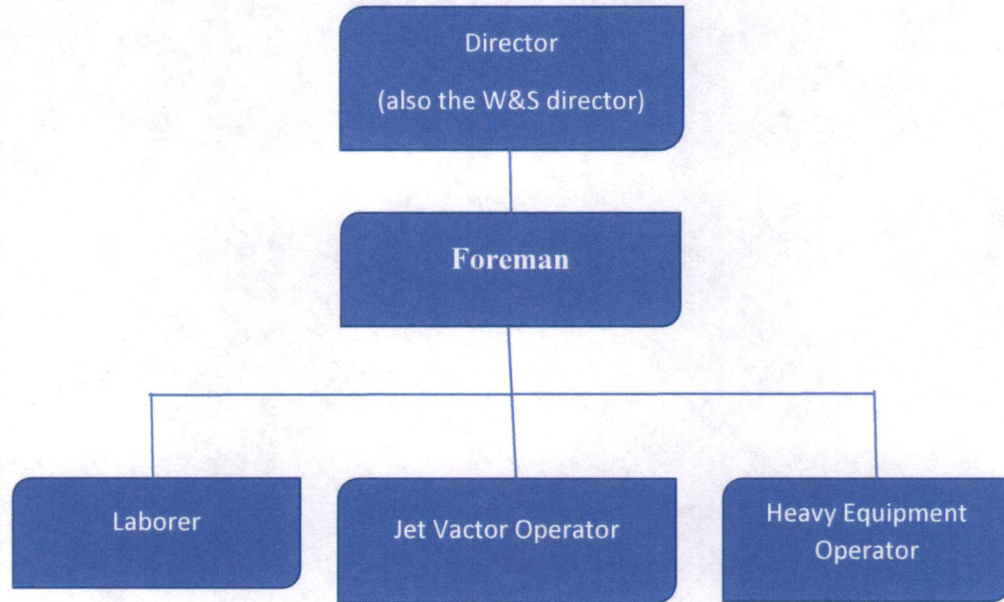 Director
(also the W&S director)
Foreman
Laborer
Jet Vactor Operator
Heavy Equipment
Operator